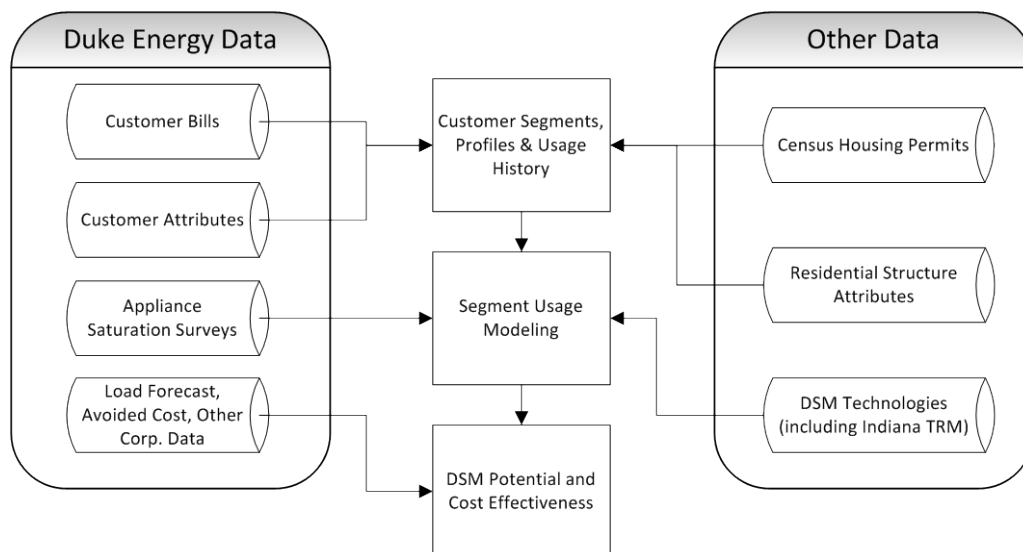 Duke Energy Data
Customer Bills
Customer Attributes
Appliance
Saturation Surveys
Load Forecast,
Avoided Cost, Other
Corp. Data
Customer Segments,
Profiles & Usage
History
Segment Usage
Modeling
DSM Potential and
Cost Effectiveness
Other Data
Census Housing Permits
Residential Structure
Attributes
DSM Technologies
(including Indiana TRM)